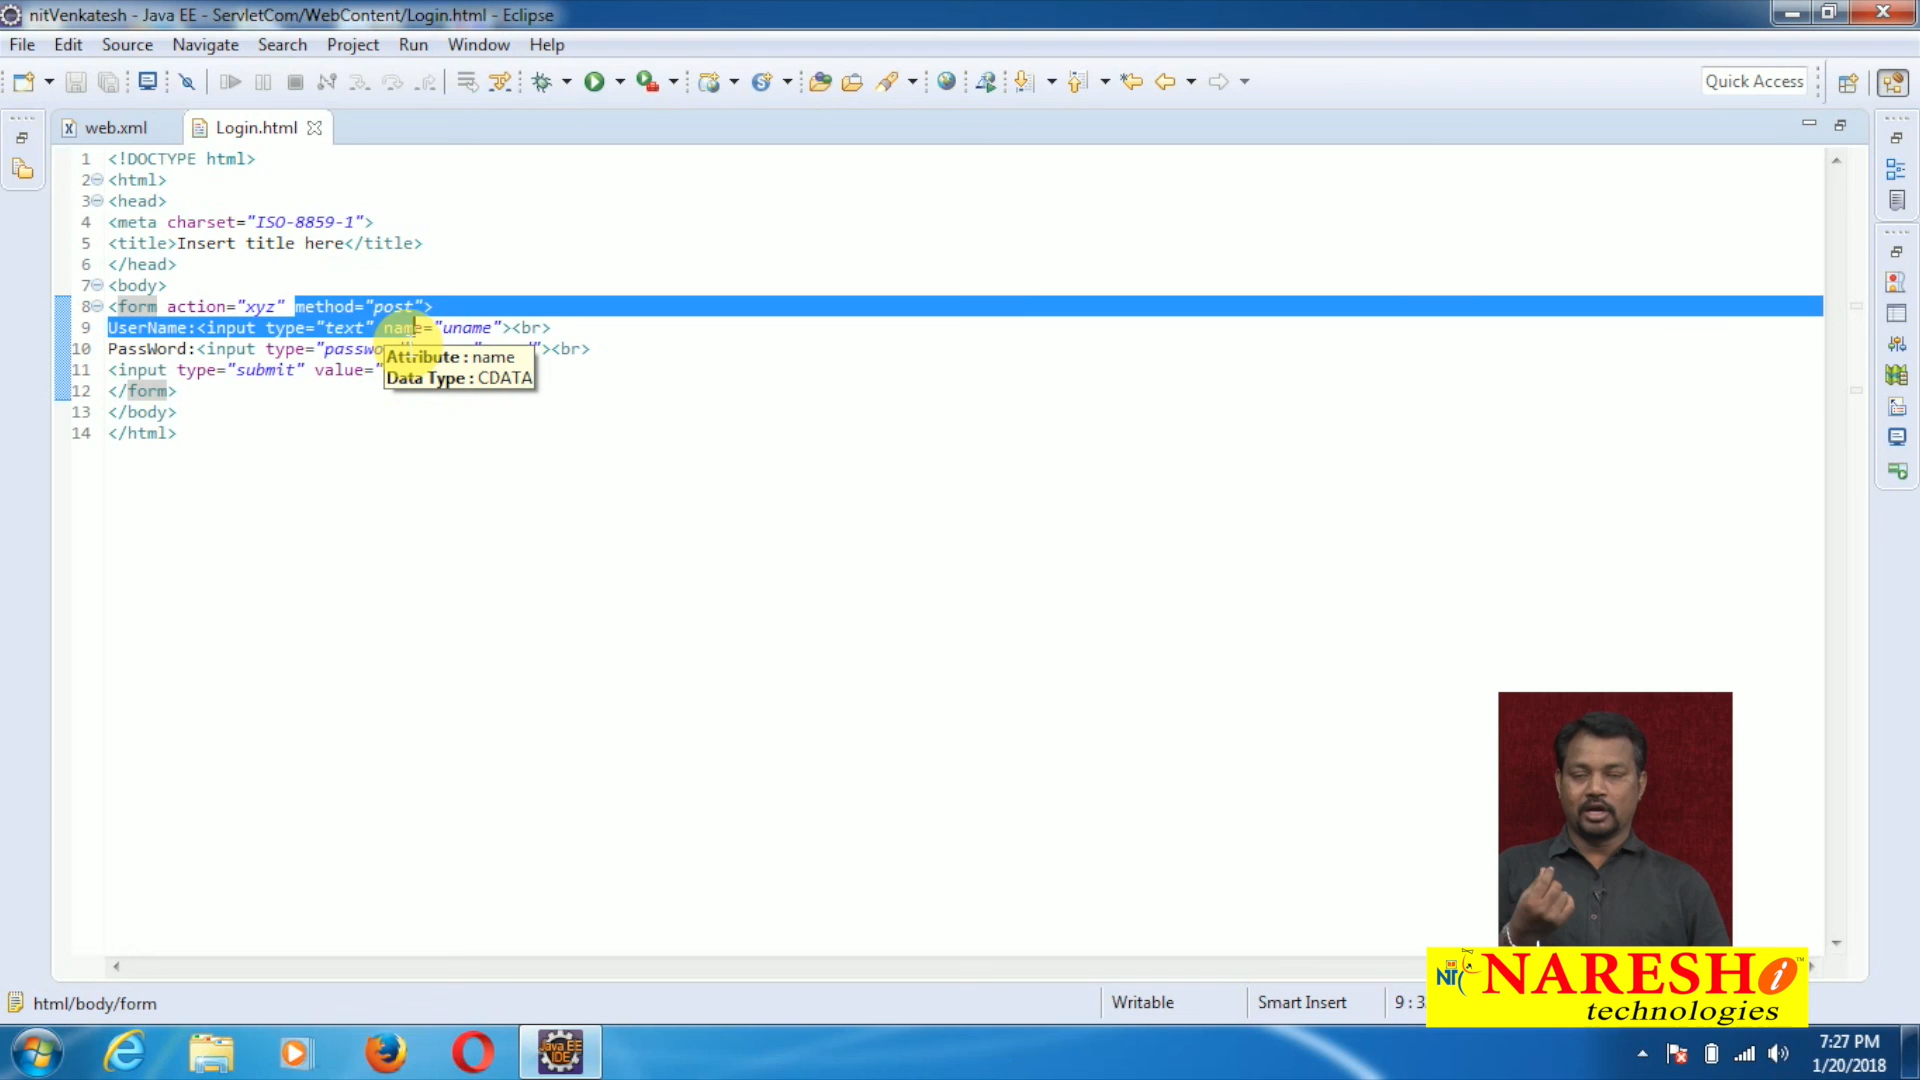 nitVenkatesh - Java EE - ServletCom/WebContent/Login.html - Eclipse
File Edit Source Navigate Search Project Run Window Help
Quick Access
web.xml Login.html
1 <!DOCTYPE html>
2 <html>
3 <head>
4 <meta charset="ISO-8859-1">
5 <title>Insert title here</title>
6 </head>
7 <body>
8 <form action="xyz" method="post">
9 UserName:<input type="text" name="uname"><br>
10 PassWord:<input type="passwo "><br>
11 <input type="submit" value="
12 </form>
13 </body>
14 </html>
Attribute : name
Data Type : CDATA
html/body/form
Writable
Smart Insert
9 : 3
NARESH i
technologies
Java EE
IDE
7:27 PM
1/20/2018